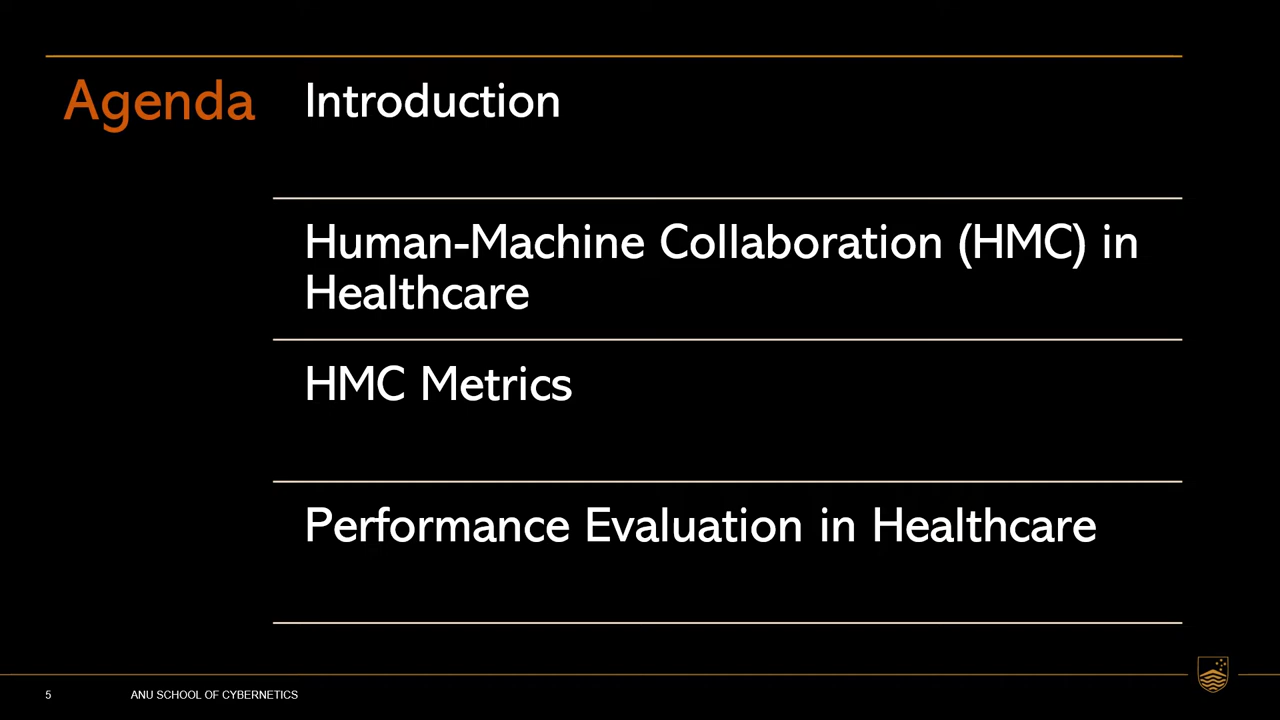 Agenda
Introduction
Human-Machine Collaboration (HMC) in
Healthcare
HMC Metrics
Performance Evaluation in Healthcare
5
ANU SCHOOL OF CYBERNETICS